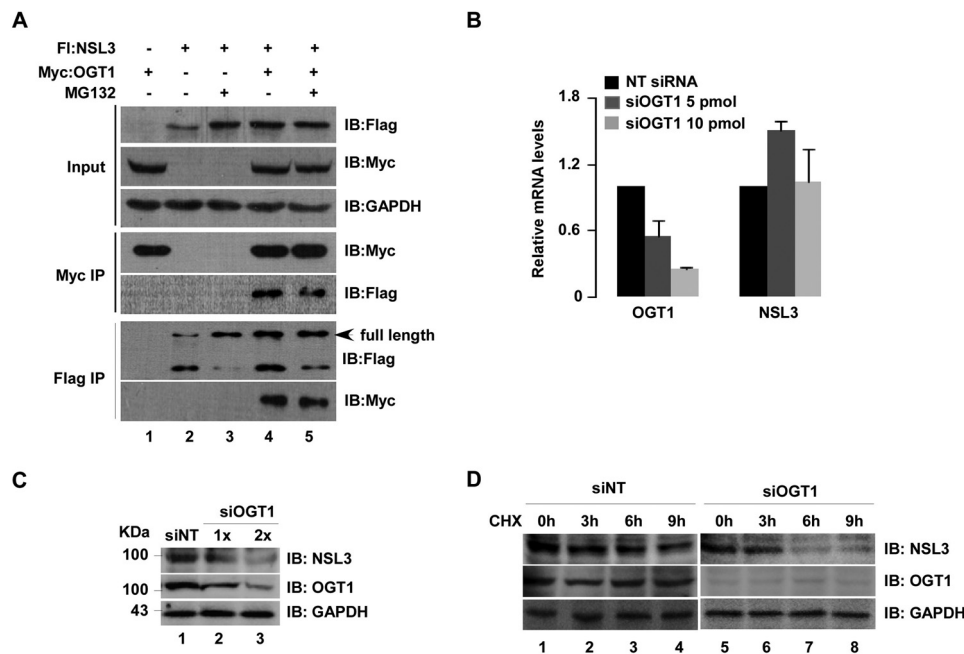 A
Fl:NSL3 - + + + +
Myc:OGT1 + - - + +
MG132 - - + - +
Input
IB:Flag
IB:Myc
IB:GAPDH
Myc IP
IB:Myc
IB:Flag
Flag IP
full length
IB:Flag
IB:Myc
1 2 3 4 5
B
NT siRNA
siOGT1 5 pmol
siOGT1 10 pmol
Relative mRNA levels
1.8
1.2
0.6
0
OGT1 NSL3
C
siOGT1
KDa siNT 1x 2x
100 IB: NSL3
100 IB: OGT1
43 IB: GAPDH
1 2 3
D
siNT siOGT1
CHX 0h 3h 6h 9h 0h 3h 6h 9h
IB: NSL3
IB: OGT1
IB: GAPDH
1 2 3 4 5 6 7 8